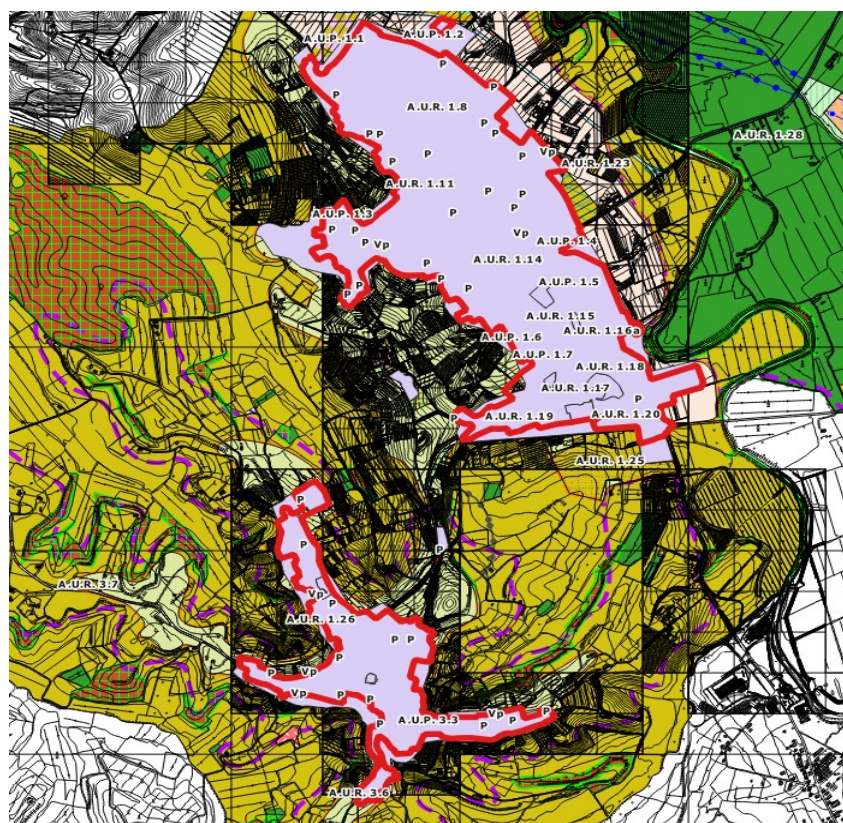 A.U.P. 1.1
A.U.P. 1.2
P
P
P
A.U.R. 1.8
P
P P
P
P
Vp
P
P
A.U.R. 1.23
A.U.R. 1.28
A.U.R. 1.11
P
P
P
P
A.U.P. 1.3
P
P
P
Vp
Vp
A.U.P. 1.4
A.U.R. 1.14
P
P
P
P
P
A.U.P. 1.5
A.U.R. 1.15
A.U.R. 1.16a
A.U.P. 1.6
A.U.P. 1.7
A.U.R. 1.18
A.U.R. 1.17
P
P
A.U.R. 1.19
A.U.R. 1.20
A.U.R. 1.25
P
P
P
A.U.R. 3.7
Vp
P
A.U.R. 1.26
P P
P
P
Vp
Vp
P
P
P
A.U.P. 3.3
P
Vp
P
P
A.U.R. 3.6